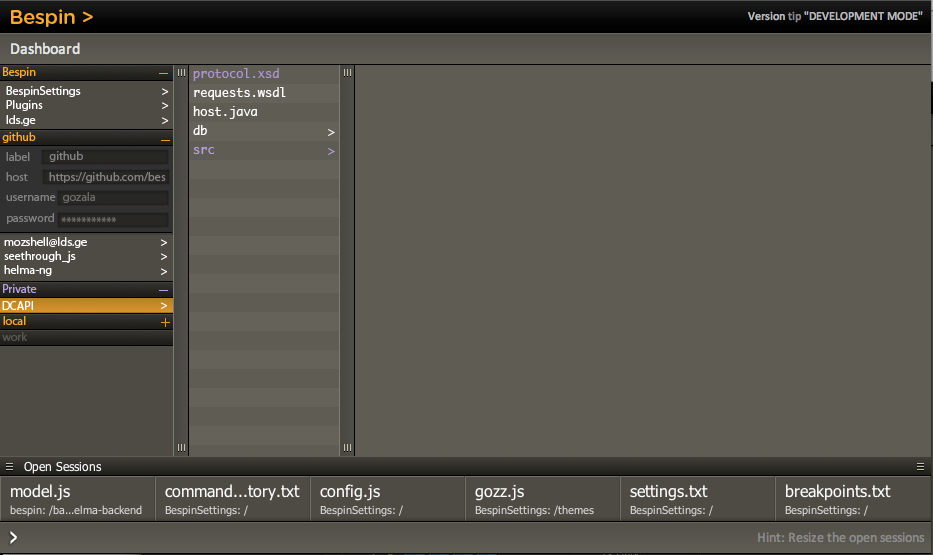 Bespin >
Version tip "DEVELOPMENT MODE"
Dashboard
Bespin
BespinSettings >
Plugins >
lds.ge >
github
label github
host https://github.com/bes
username gozala
password ***********
mozshell@lds.ge >
seethrough_js >
helma-ng >
Private
DCAPI >
local +
work
protocol.xsd
requests.wsdl
host.java
db >
src >
Open Sessions
model.js
bespin: /ba...elma-backend
command...tory.txt
BespinSettings: /
config.js
BespinSettings: /
gozz.js
BespinSettings: /themes
settings.txt
BespinSettings: /
breakpoints.txt
BespinSettings: /
>
Hint: Resize the open sessions